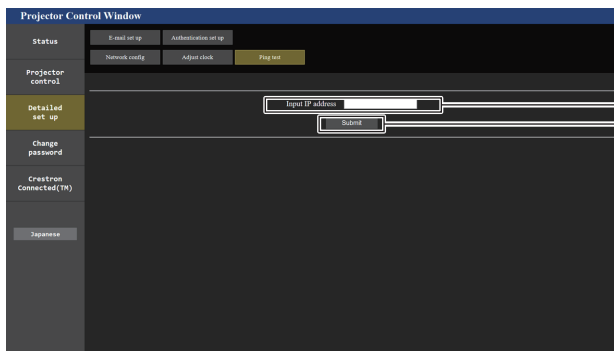 Projector Control Window
Status
E-mail set up
Authentication set up
Network config
Adjust clock
Ping test
Projector
control
Detailed
set up
Input IP address
Submit
Change
password
Crestron
Connected(TM)
Japanese